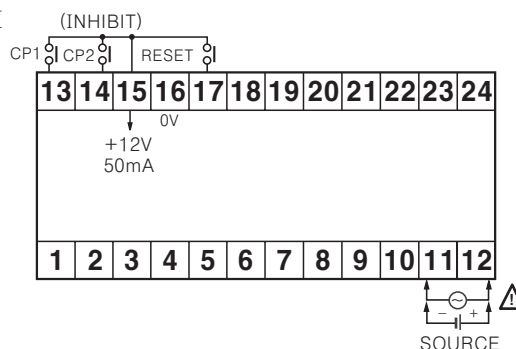 (INHIBIT)
CP1 CP2 RESET
13 14 15 16 17 18 19 20 21 22 23 24
0V
+12V
50mA
1 2 3 4 5 6 7 8 9 10 11 12
− +
SOURCE